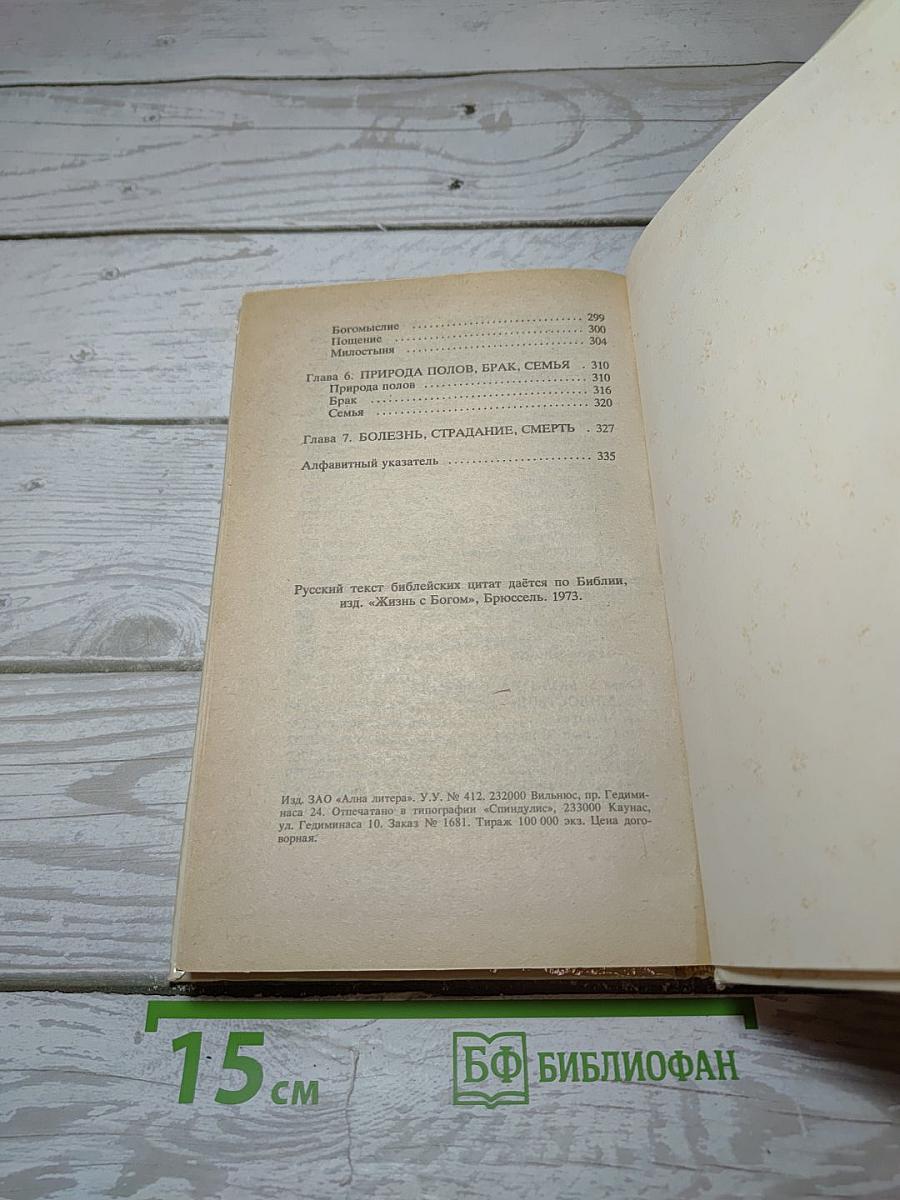 Богомыслие ................................ 299
Пощение ................................ 300
Милостыня ................................ 304
Глава 6. ПРИРОДА ПОЛОВ, БРАК, СЕМЬЯ . 310
Природа полов ........................... 310
Брак .................................... 316
Семья ................................... 320
Глава 7. БОЛЕЗНЬ, СТРАДАНИЕ, СМЕРТЬ . 327
Алфавитный указатель ........................ 335
Русский текст библейских цитат даётся по Библии,
изд. «Жизнь с Богом», Брюссель. 1973.
Изд. ЗАО «Ална литера». У.У. № 412. 232000 Вильнюс, пр. Гедими-
наса 24. Отпечатано в типографии «Спиндулис», 233000 Каунас,
ул. Гедиминаса 10. Заказ № 1681. Тираж 100 000 экз. Цена дого-
ворная.
15 см
БФ БИБЛИОФАН